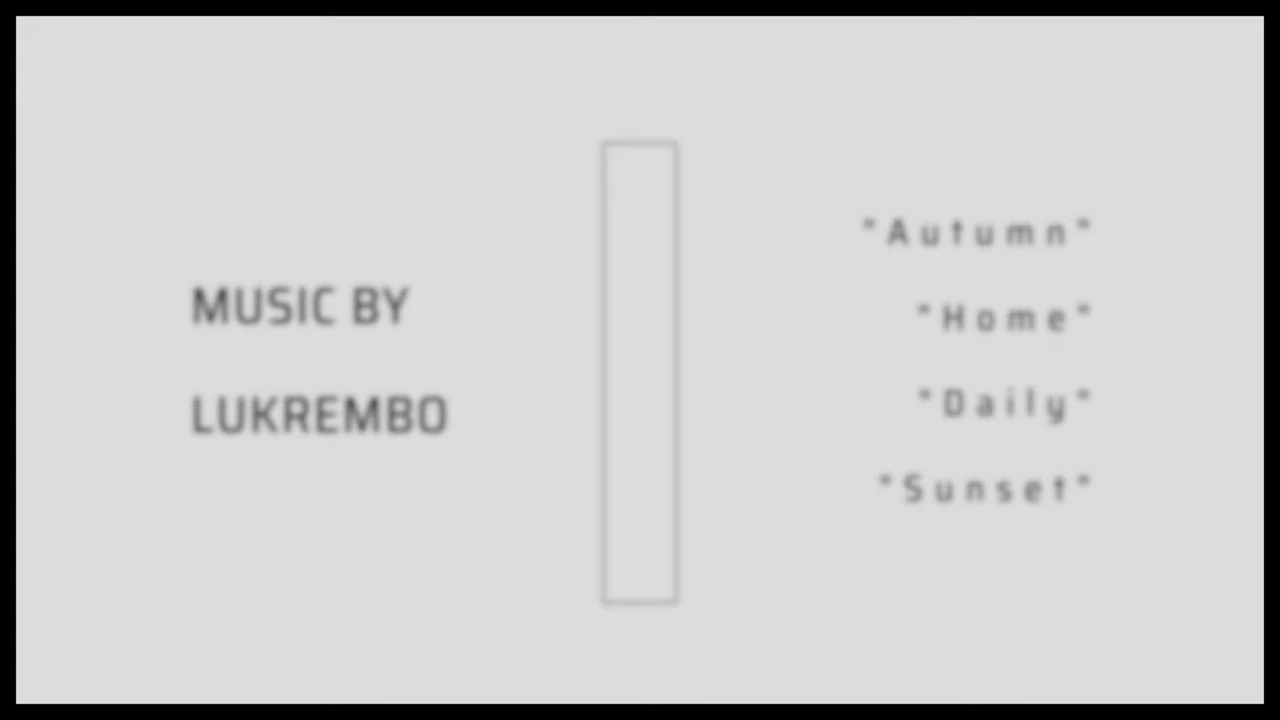 MUSIC BY
LUKREMBO
"Autumn"
"Home"
"Daily"
"Sunset"